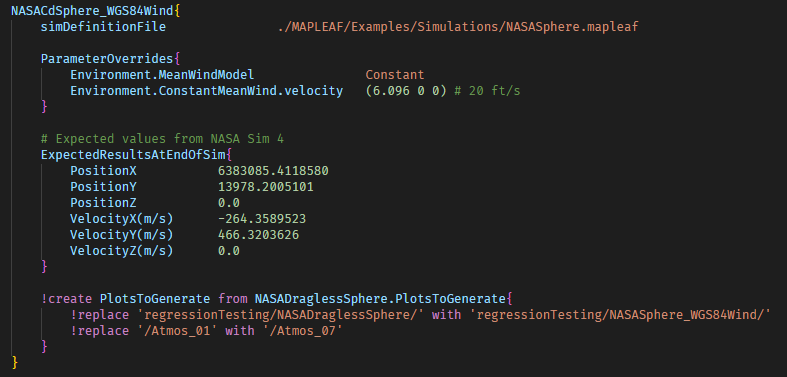 NASACdSphere_WGS84Wind{
simDefinitionFile ./MAPLEAF/Examples/Simulations/NASASphere.mapleaf
ParameterOverrides{
Environment.MeanWindModel Constant
Environment.ConstantMeanWind.velocity (6.096 0 0) # 20 ft/s
}
# Expected values from NASA Sim 4
ExpectedResultsAtEndOfSim{
PositionX 6383085.4118580
PositionY 13978.2005101
PositionZ 0.0
VelocityX(m/s) -264.3589523
VelocityY(m/s) 466.3203626
VelocityZ(m/s) 0.0
}
!create PlotsToGenerate from NASADraglessSphere.PlotsToGenerate{
!replace 'regressionTesting/NASADraglessSphere/' with 'regressionTesting/NASASphere_WGS84Wind/'
!replace '/Atmos_01' with '/Atmos_07'
}
}